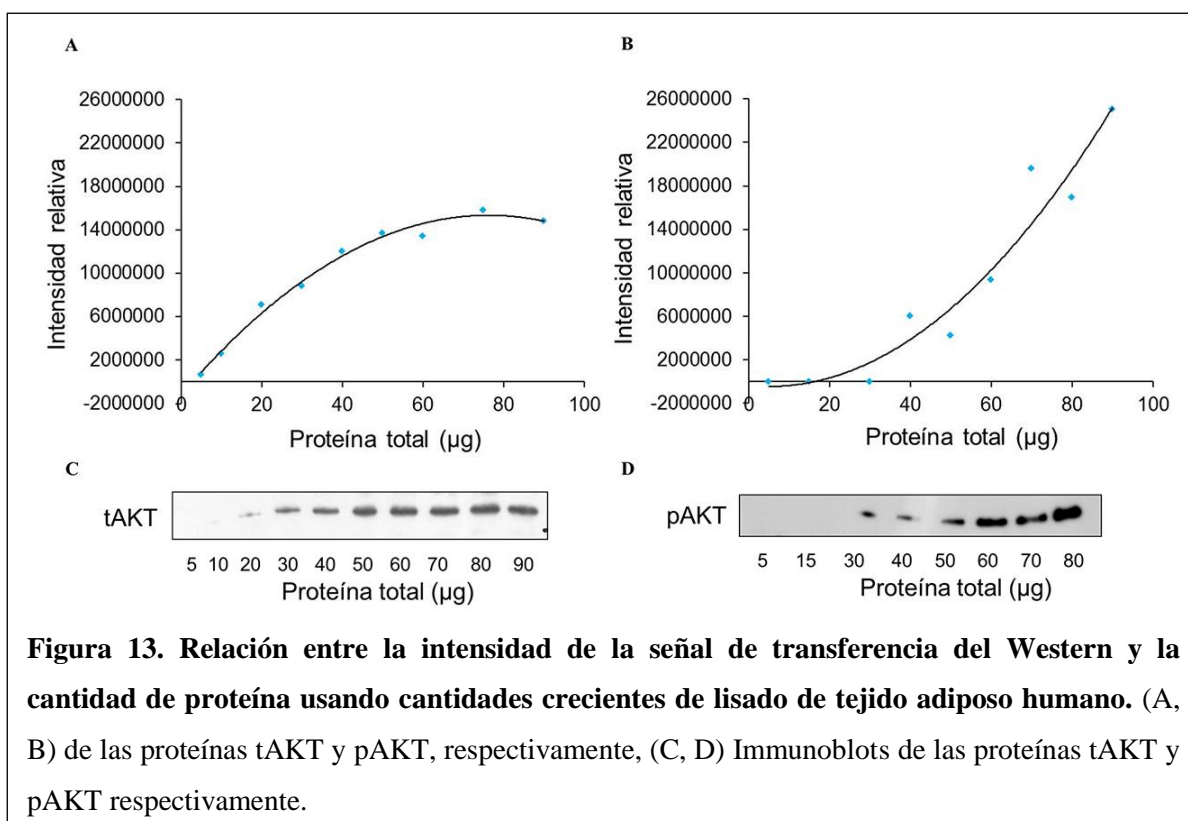 A
B
26000000
22000000
18000000
14000000
10000000
6000000
2000000
-2000000
Intensidad relativa
0 20 40 60 80 100
Proteína total (µg)
26000000
22000000
18000000
14000000
10000000
6000000
2000000
-2000000
Intensidad relativa
0 20 40 60 80 100
Proteína total (µg)
C
D
tAKT
5 10 20 30 40 50 60 70 80 90
Proteína total (µg)
pAKT
5 15 30 40 50 60 70 80
Proteína total (µg)
Figura 13. Relación entre la intensidad de la señal de transferencia del Western y la
cantidad de proteína usando cantidades crecientes de lisado de tejido adiposo humano. (A,
B) de las proteínas tAKT y pAKT, respectivamente, (C, D) Immunoblots de las proteínas tAKT y
pAKT respectivamente.